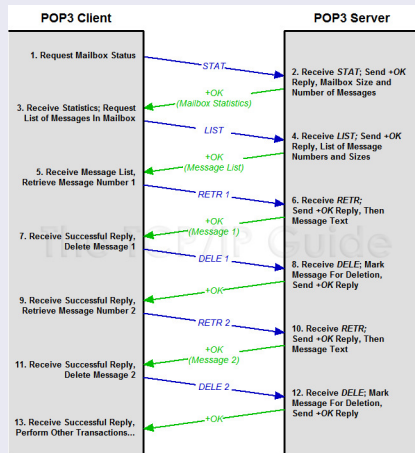 POP3 Client
POP3 Server
1. Request Mailbox Status
STAT
2. Receive STAT; Send +OK
Reply, Mailbox Size and
Number of Messages
+OK
(Mailbox Statistics)
3. Receive Statistics; Request
List of Messages In Mailbox
LIST
4. Receive LIST; Send +OK
Reply, List of Message
Numbers and Sizes
+OK
(Message List)
5. Receive Message List,
Retrieve Message Number 1
RETR 1
6. Receive RETR;
Send +OK Reply, Then
Message Text
+OK
(Message 1)
7. Receive Successful Reply,
Delete Message 1
The TCP/IP Guide
DELE 1
8. Receive DELE; Mark
Message For Deletion,
Send +OK Reply
+OK
9. Receive Successful Reply,
Retrieve Message Number 2
RETR 2
10. Receive RETR;
Send +OK Reply, Then
Message Text
+OK
(Message 2)
11. Receive Successful Reply,
Delete Message 2
DELE 2
12. Receive DELE; Mark
Message For Deletion,
Send +OK Reply
+OK
13. Receive Successful Reply,
Perform Other Transactions...